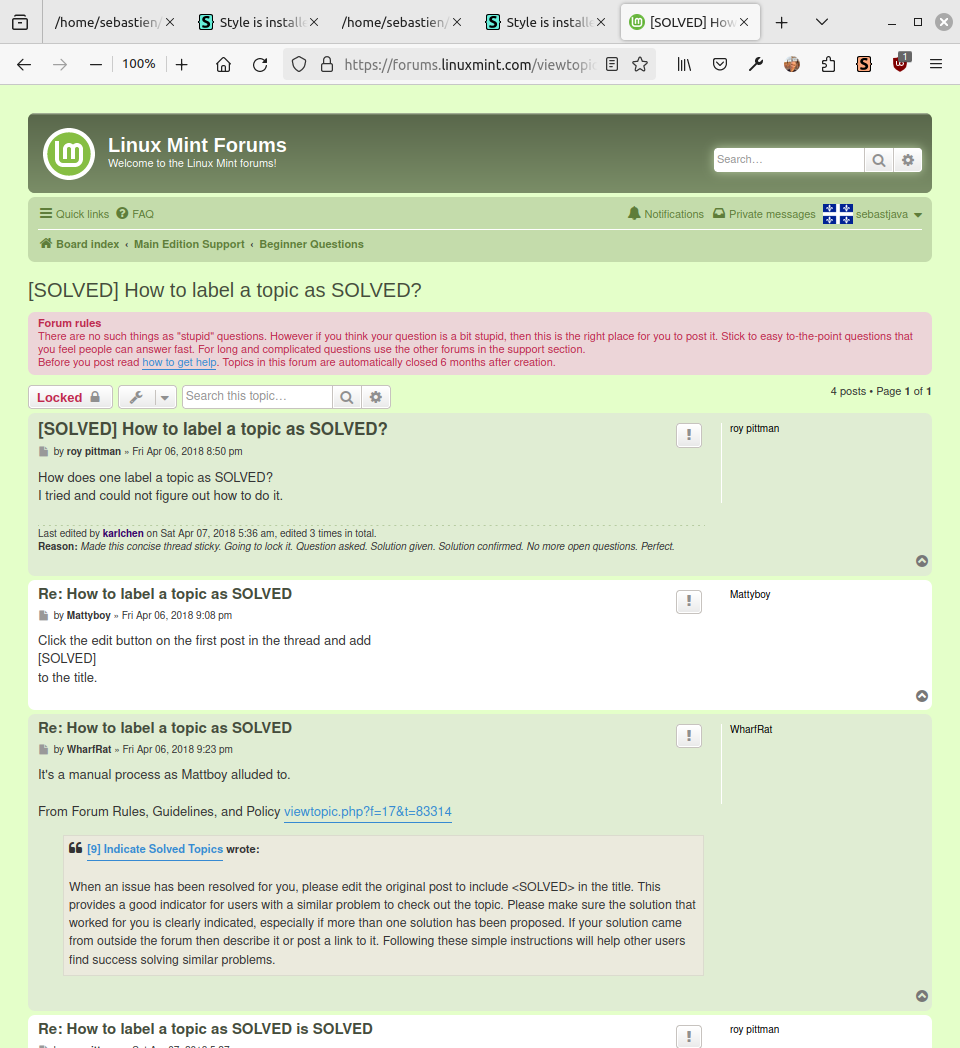 /home/sebastien/
Style is installe
/home/sebastien/
Style is installe
[SOLVED] How
100%
https://forums.linuxmint.com/viewtopic
1
Linux Mint Forums
Welcome to the Linux Mint forums!
Search…
Quick links
FAQ
Notifications
Private messages
sebastjava
Board index ‹ Main Edition Support ‹ Beginner Questions
[SOLVED] How to label a topic as SOLVED?
Forum rules
There are no such things as "stupid" questions. However if you think your question is a bit stupid, then this is the right place for you to post it. Stick to easy to-the-point questions that
you feel people can answer fast. For long and complicated questions use the other forums in the support section.
Before you post read how to get help. Topics in this forum are automatically closed 6 months after creation.
Locked
Search this topic…
4 posts • Page 1 of 1
[SOLVED] How to label a topic as SOLVED?
roy pittman
by roy pittman » Fri Apr 06, 2018 8:50 pm
How does one label a topic as SOLVED?
I tried and could not figure out how to do it.
Last edited by karlchen on Sat Apr 07, 2018 5:36 am, edited 3 times in total.
Reason: Made this concise thread sticky. Going to lock it. Question asked. Solution given. Solution confirmed. No more open questions. Perfect.
Re: How to label a topic as SOLVED
Mattyboy
by Mattyboy » Fri Apr 06, 2018 9:08 pm
Click the edit button on the first post in the thread and add
[SOLVED]
to the title.
Re: How to label a topic as SOLVED
WharfRat
by WharfRat » Fri Apr 06, 2018 9:23 pm
It's a manual process as Mattboy alluded to.
From Forum Rules, Guidelines, and Policy viewtopic.php?f=17&t=83314
[9] Indicate Solved Topics wrote:
When an issue has been resolved for you, please edit the original post to include <SOLVED> in the title. This
provides a good indicator for users with a similar problem to check out the topic. Please make sure the solution that
worked for you is clearly indicated, especially if more than one solution has been proposed. If your solution came
from outside the forum then describe it or post a link to it. Following these simple instructions will help other users
find success solving similar problems.
Re: How to label a topic as SOLVED is SOLVED
roy pittman